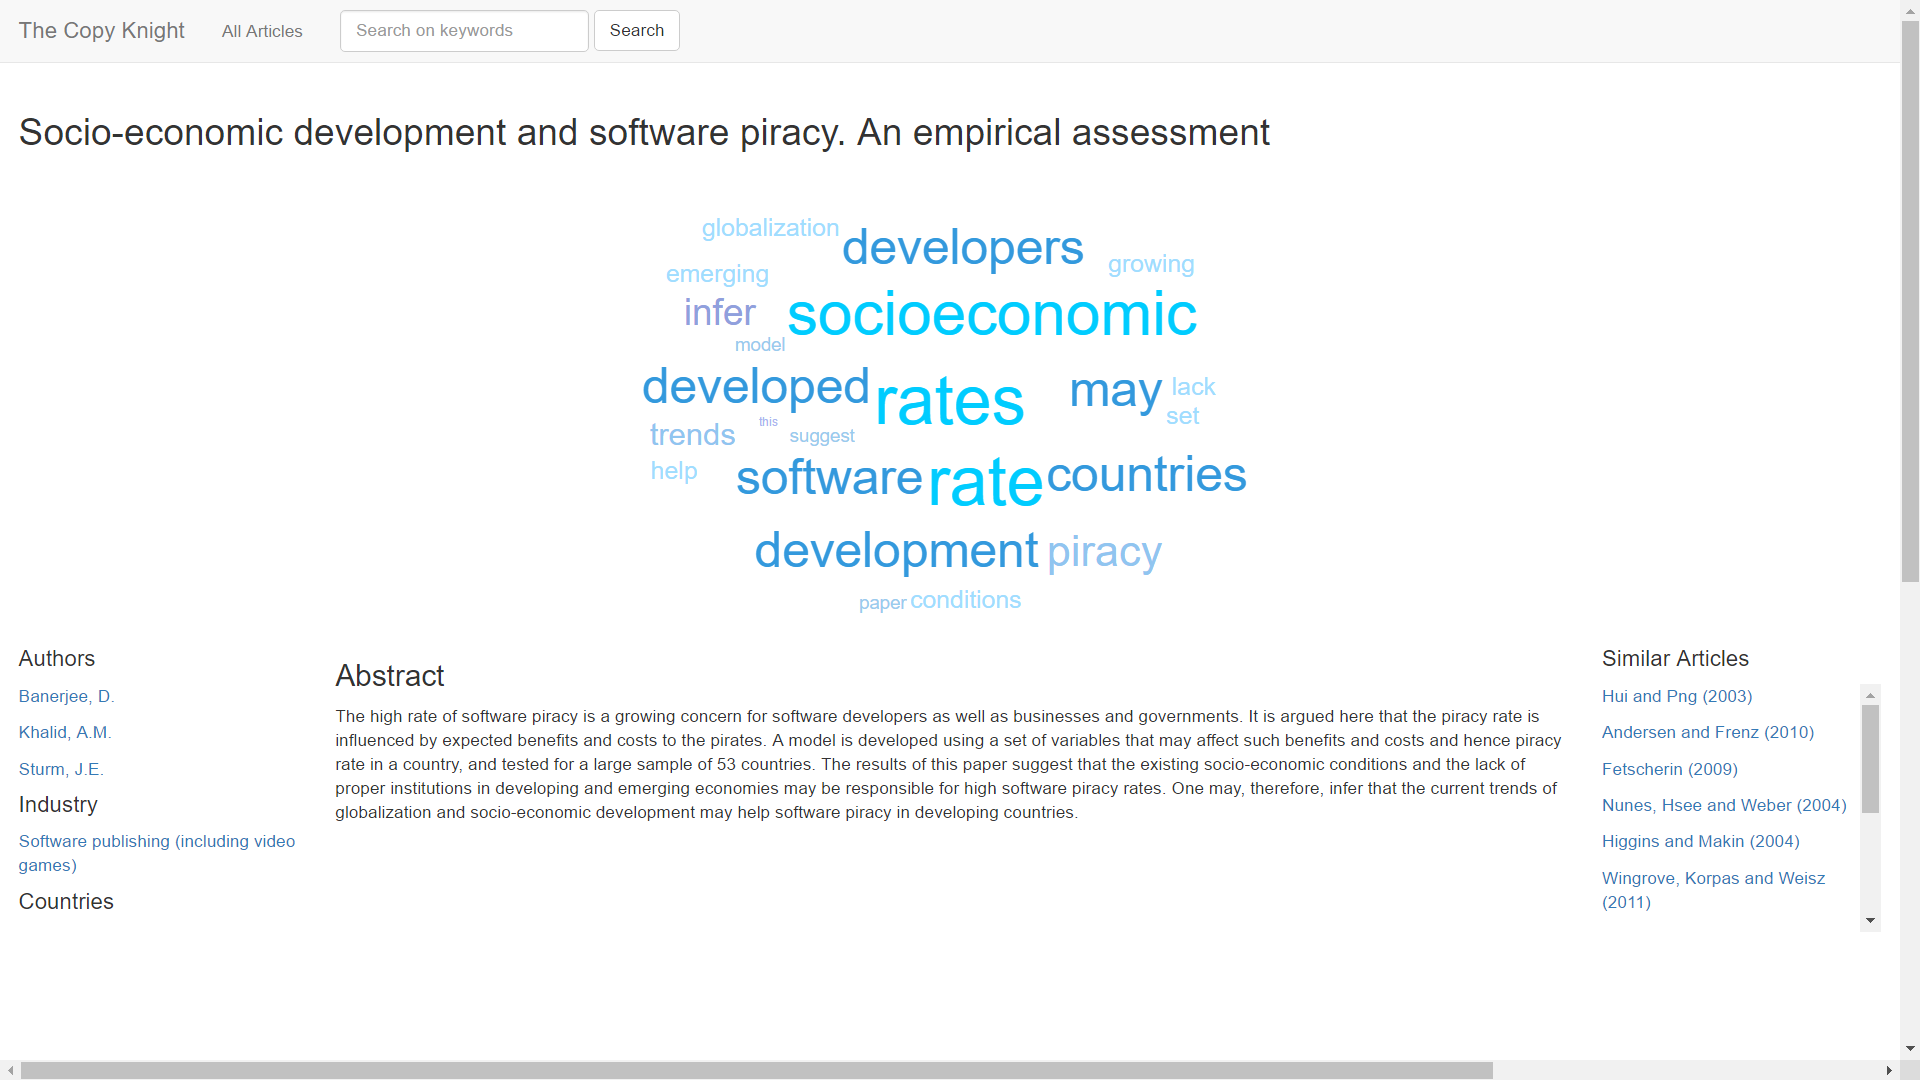 The Copy Knight All Articles Search on keywords Search
Socio-economic development and software piracy. An empirical assessment
globalization
developers
growing
emerging
infer
socioeconomic
model
developed
rates
may
lack
set
trends
this
suggest
help
software
rate
countries
development
piracy
paper
conditions
Authors
Banerjee, D.
Khalid, A.M.
Sturm, J.E.
Industry
Software publishing (including video
games)
Countries
Abstract
The high rate of software piracy is a growing concern for software developers as well as businesses and governments. It is argued here that the piracy rate is
influenced by expected benefits and costs to the pirates. A model is developed using a set of variables that may affect such benefits and costs and hence piracy
rate in a country, and tested for a large sample of 53 countries. The results of this paper suggest that the existing socio-economic conditions and the lack of
proper institutions in developing and emerging economies may be responsible for high software piracy rates. One may, therefore, infer that the current trends of
globalization and socio-economic development may help software piracy in developing countries.
Similar Articles
Hui and Png (2003)
Andersen and Frenz (2010)
Fetscherin (2009)
Nunes, Hsee and Weber (2004)
Higgins and Makin (2004)
Wingrove, Korpas and Weisz
(2011)